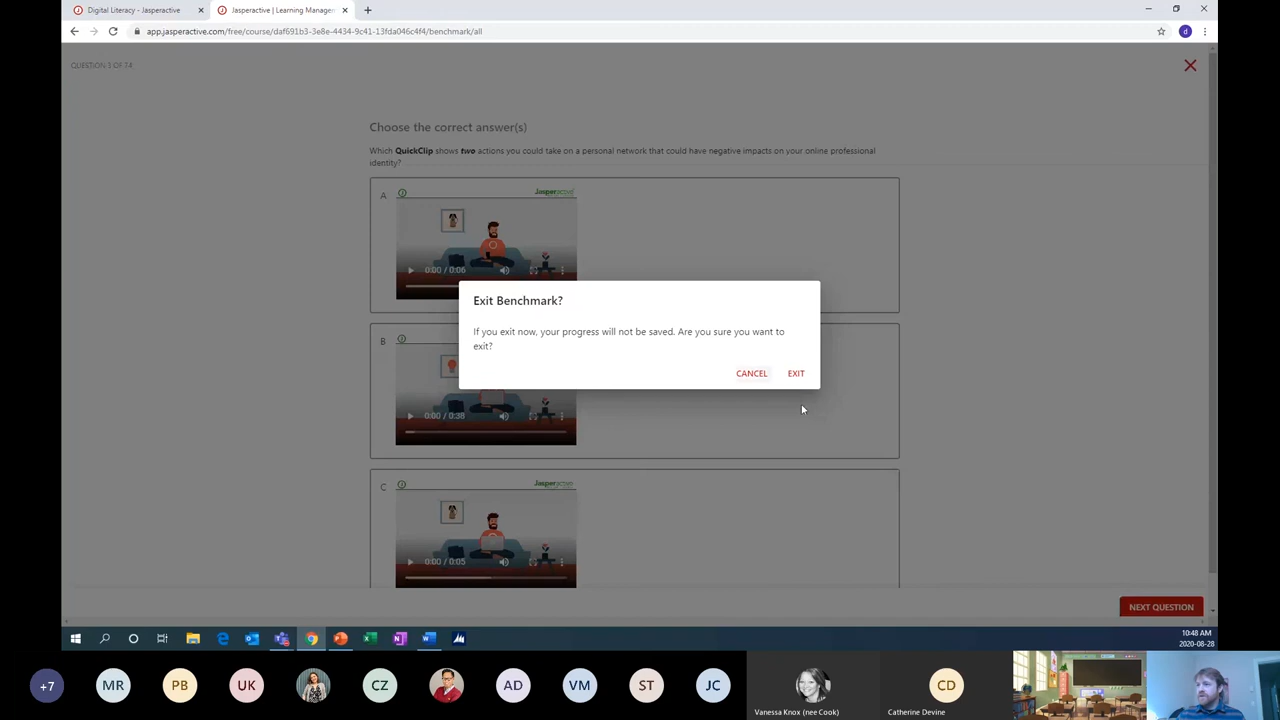 Digital Literacy - Jasperactive
Jasperactive | Learning Manage
app.jasperactive.com/free/course/daf691b3-3e8e-4434-9c41-13fda046c4f4/benchmark/all
d
QUESTION 3 OF 74
Choose the correct answer(s)
Which QuickClip shows two actions you could take on a personal network that could have negative impacts on your online professional
identity?
A
Jasperactive
0:00 / 0:06
Exit Benchmark?
If you exit now, your progress will not be saved. Are you sure you want to
exit?
CANCEL EXIT
B
0:00 / 0:38
C
Jasperactive
0:00 / 0:05
NEXT QUESTION
10:48 AM
2020-08-28
+7 MR PB UK CZ AD VM ST JC CD
Vanessa Knox (nee Cook) Catherine Devine